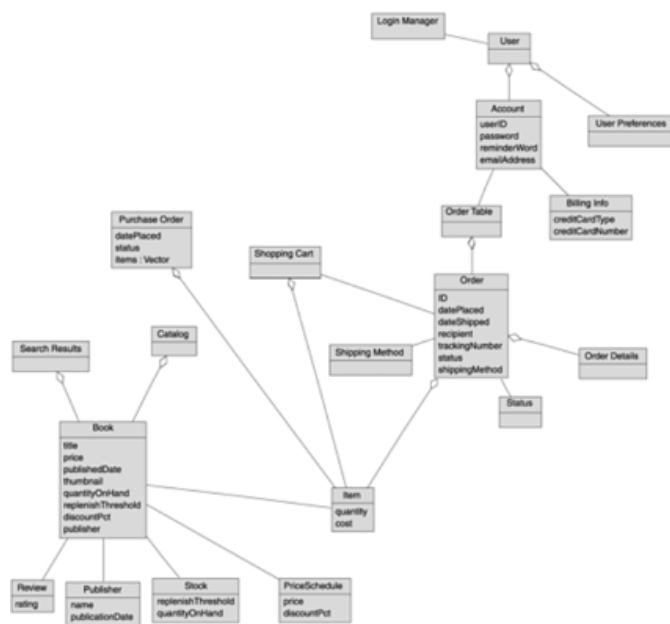 Login Manager
User
Account
userID
password
reminderWord
emailAddress
User Preferences
Billing Info
creditCardType
creditCardNumber
Order Table
Purchase Order
datePlaced
status
items : Vector
Shopping Cart
Order
ID
datePlaced
dateShipped
recipient
trackingNumber
status
shippingMethod
Search Results
Catalog
Shipping Method
Order Details
Status
Book
title
price
publishedDate
thumbnail
quantityOnHand
replenishThreshold
discountPct
publisher
Item
quantity
cost
Review
rating
Publisher
name
publicationDate
Stock
replenishThreshold
quantityOnHand
PriceSchedule
price
discountPct